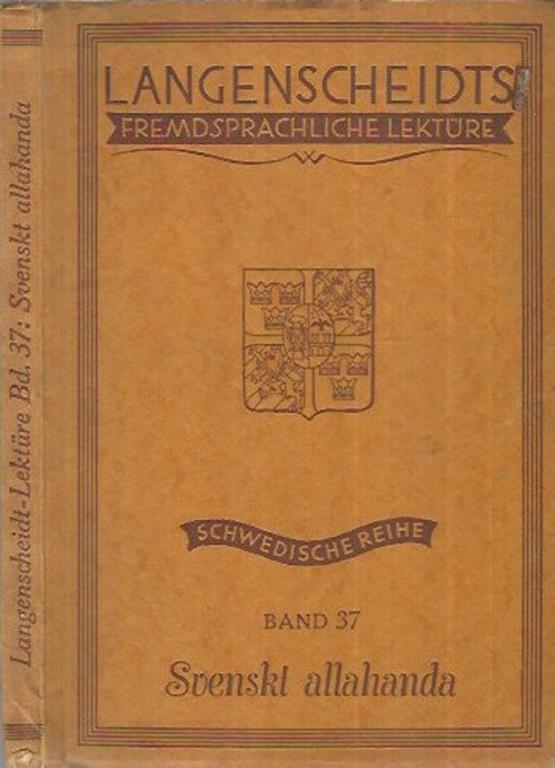 LANGENSCHEIDTS
FREMDSPRACHLICHE LEKTÜRE
SCHWEDISCHE REIHE
BAND 37
Svenskt allahanda
Langenscheidt-Lektüre Bd. 37: Svenskt allahanda